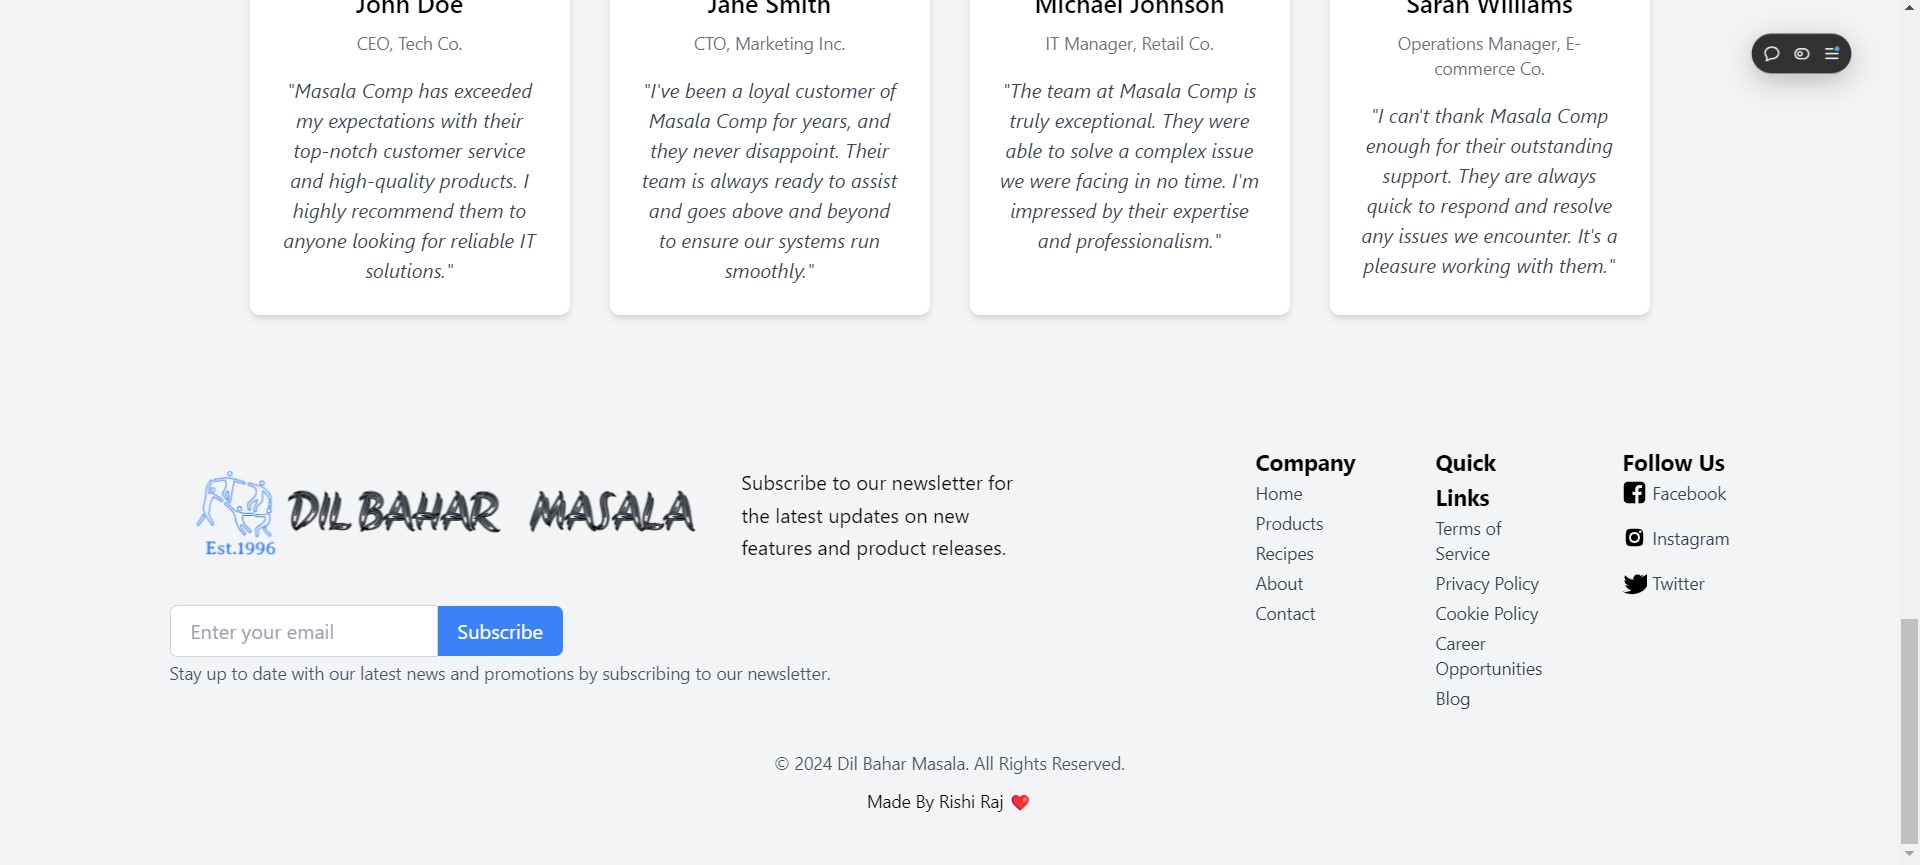 John Doe
CEO, Tech Co.
"Masala Comp has exceeded
my expectations with their
top-notch customer service
and high-quality products. I
highly recommend them to
anyone looking for reliable IT
solutions."
Jane Smith
CTO, Marketing Inc.
"I've been a loyal customer of
Masala Comp for years, and
they never disappoint. Their
team is always ready to assist
and goes above and beyond
to ensure our systems run
smoothly."
Michael Johnson
IT Manager, Retail Co.
"The team at Masala Comp is
truly exceptional. They were
able to solve a complex issue
we were facing in no time. I'm
impressed by their expertise
and professionalism."
Sarah Williams
Operations Manager, E-
commerce Co.
"I can't thank Masala Comp
enough for their outstanding
support. They are always
quick to respond and resolve
any issues we encounter. It's a
pleasure working with them."
DIL BAHAR MASALA
Est.1996
Subscribe to our newsletter for
the latest updates on new
features and product releases.
Enter your email
Subscribe
Stay up to date with our latest news and promotions by subscribing to our newsletter.
Company
Home
Products
Recipes
About
Contact
Quick
Links
Terms of
Service
Privacy Policy
Cookie Policy
Career
Opportunities
Blog
Follow Us
Facebook
Instagram
Twitter
© 2024 Dil Bahar Masala. All Rights Reserved.
Made By Rishi Raj ❤️